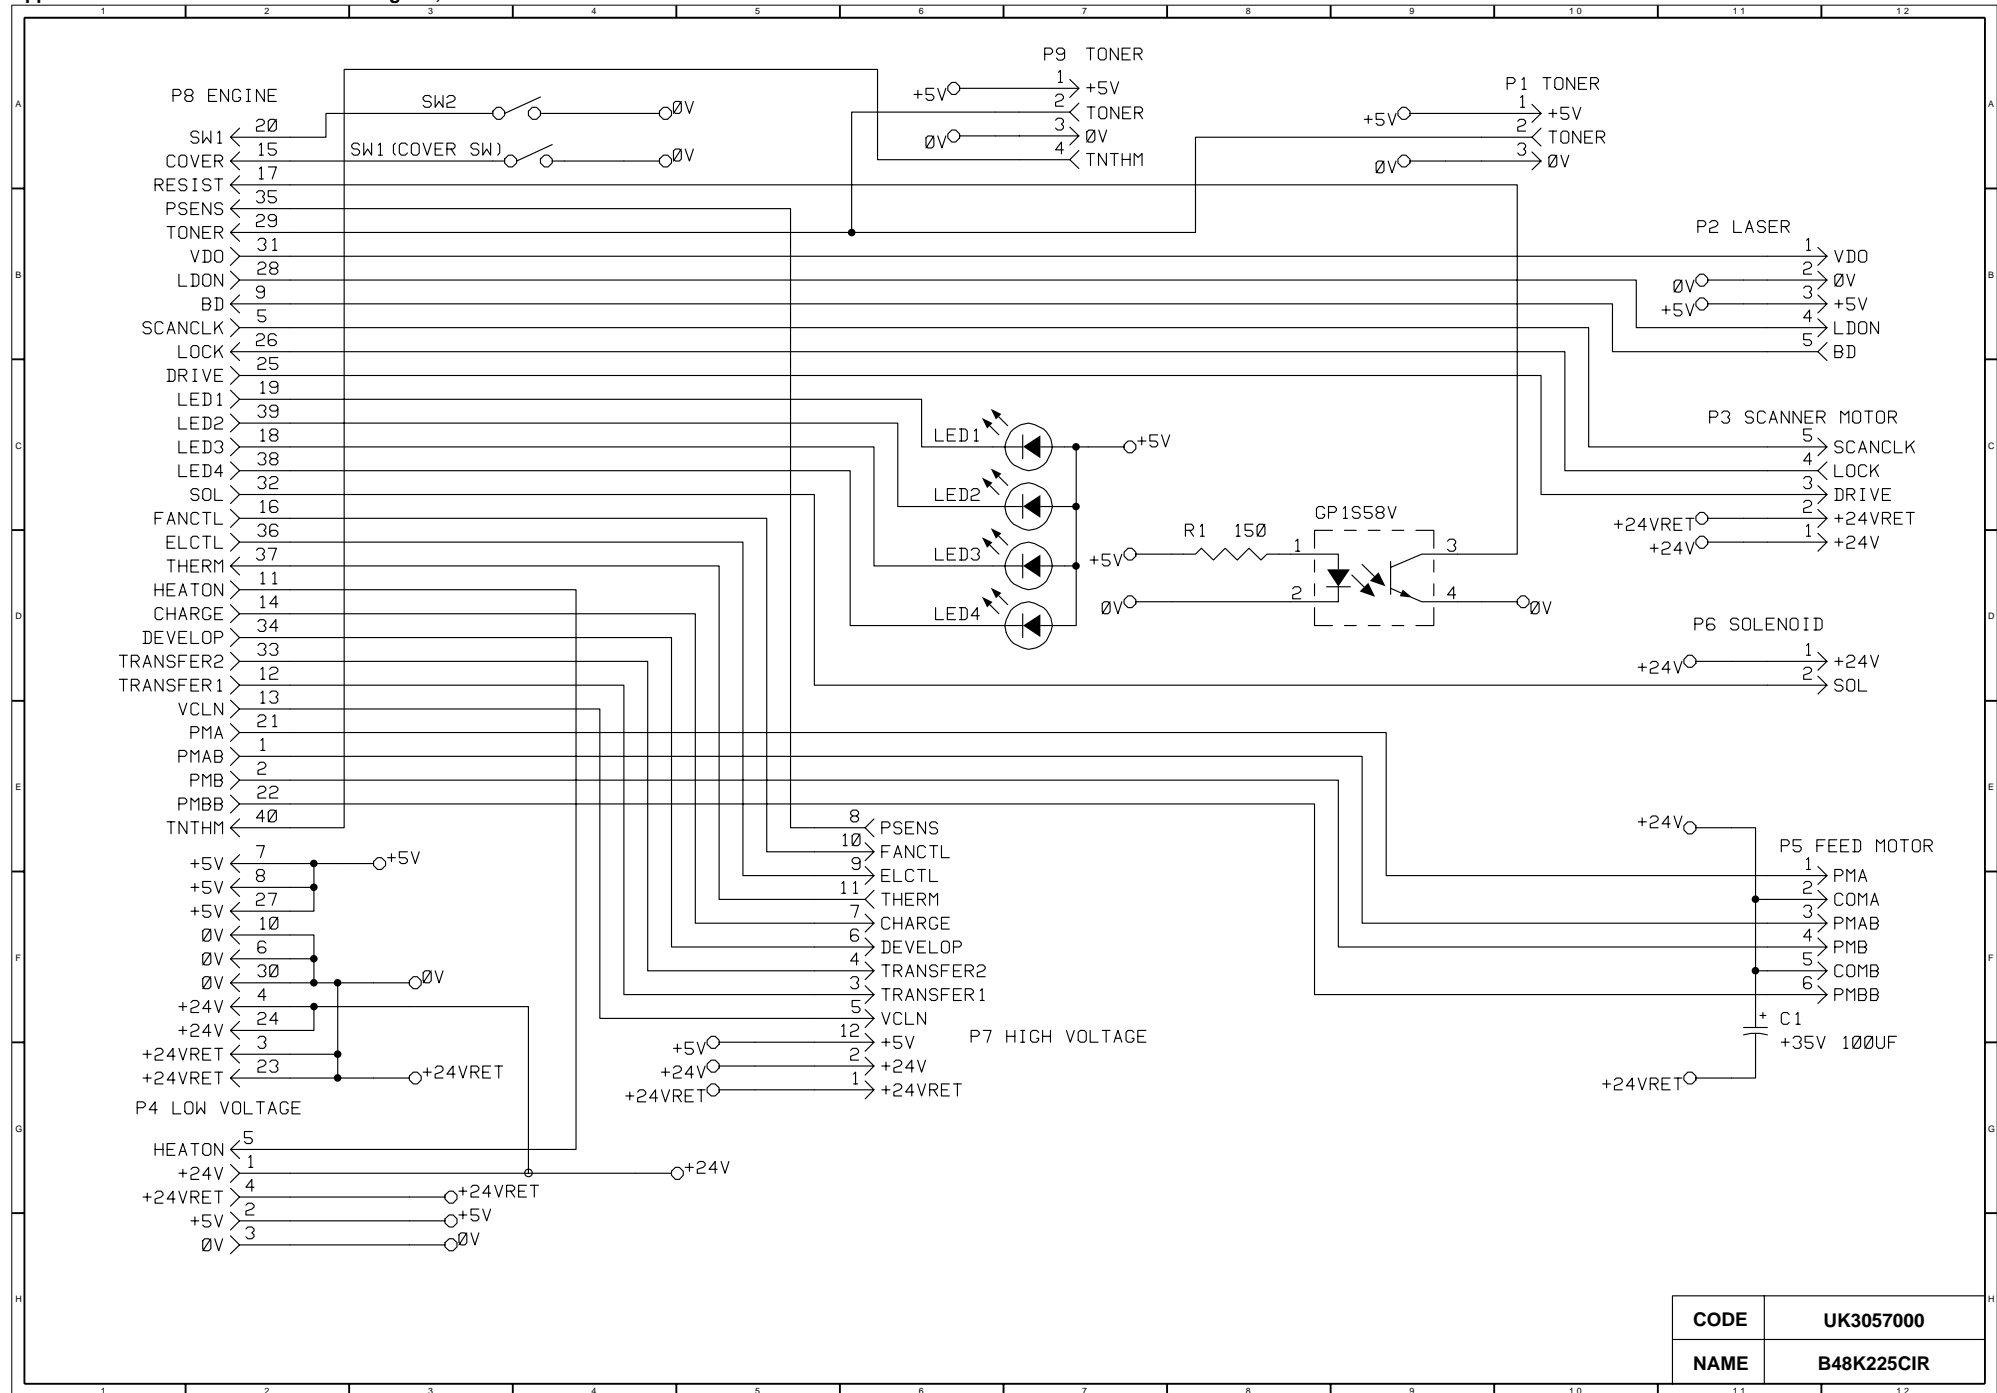 1 2 3 4 5 6 7 8 9 10 11 12
P8 ENGINE
SW1 20
COVER 15
RESIST 17
PSENS 35
TONER 29
VDO 31
LDON 28
BD 9
SCANCLK 5
LOCK 26
DRIVE 25
LED1 19
LED2 39
LED3 18
LED4 38
SOL 32
FANCTL 16
ELCTL 36
THERM 37
HEATON 11
CHARGE 14
DEVELOP 34
TRANSFER2 33
TRANSFER1 12
VCLN 13
PMA 21
PMAB 1
PMB 2
PMBB 22
TNTHM 40
+5V 7 +5V
+5V 8
+5V 27
0V 10
0V 6
0V 30 0V
+24V 4
+24V 24
+24VRET 3
+24VRET 23 +24VRET
P4 LOW VOLTAGE
HEATON 5
+24V 1 +24V
+24VRET 4 +24VRET
+5V 2 +5V
0V 3 0V
SW2 0V
SW1(COVER SW) 0V
P9 TONER
+5V 1 +5V
2 TONER
0V 3 0V
4 TNTHM
P1 TONER
+5V 1 +5V
2 TONER
0V 3 0V
P2 LASER
1 VDO
0V 2 0V
+5V 3 +5V
4 LDON
5 BD
P3 SCANNER MOTOR
5 SCANCLK
4 LOCK
3 DRIVE
+24VRET 2 +24VRET
+24V 1 +24V
LED1 +5V
LED2
LED3
LED4
GP1S58V
+5V R1 150 1 3
0V 2 4 0V
P6 SOLENOID
+24V 1 +24V
2 SOL
8 PSENS
10 FANCTL
9 ELCTL
11 THERM
7 CHARGE
6 DEVELOP
4 TRANSFER2
3 TRANSFER1
5 VCLN
P7 HIGH VOLTAGE
+5V 12 +5V
+24V 2 +24V
+24VRET 1 +24VRET
+24V
P5 FEED MOTOR
1 PMA
2 COMA
3 PMAB
4 PMB
5 COMB
6 PMBB
+ C1
+35V 100UF
+24VRET
A B C D E F G H
A B C D E F G H
CODE UK3057000
NAME B48K225CIR
1 2 3 4 5 6 7 8 9 10 11 12